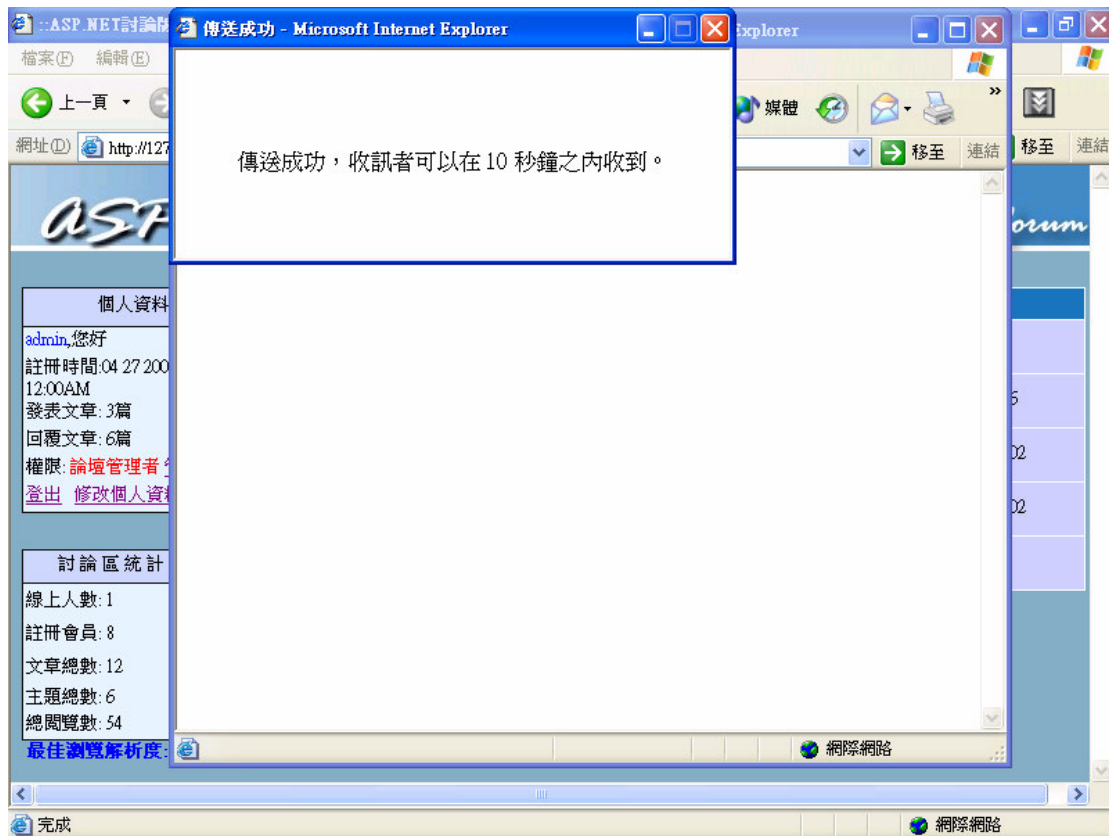 ::ASP.NET討論
傳送成功 - Microsoft Internet Explorer
Explorer
檔案(F) 編輯(E)
上一頁
媒體
網址(D) http://127
移至 連結
移至 連結
傳送成功，收訊者可以在 10 秒鐘之內收到。
ASP
orum
個人資料
admin,您好
註冊時間:04 27 200
12:00AM
發表文章: 3篇
回覆文章: 6篇
權限: 論壇管理者
登出 修改個人資料
6
02
02
討論區統計
線上人數: 1
註冊會員: 8
文章總數: 12
主題總數: 6
總閱覽數: 54
最佳瀏覽解析度:
網際網路
完成
網際網路